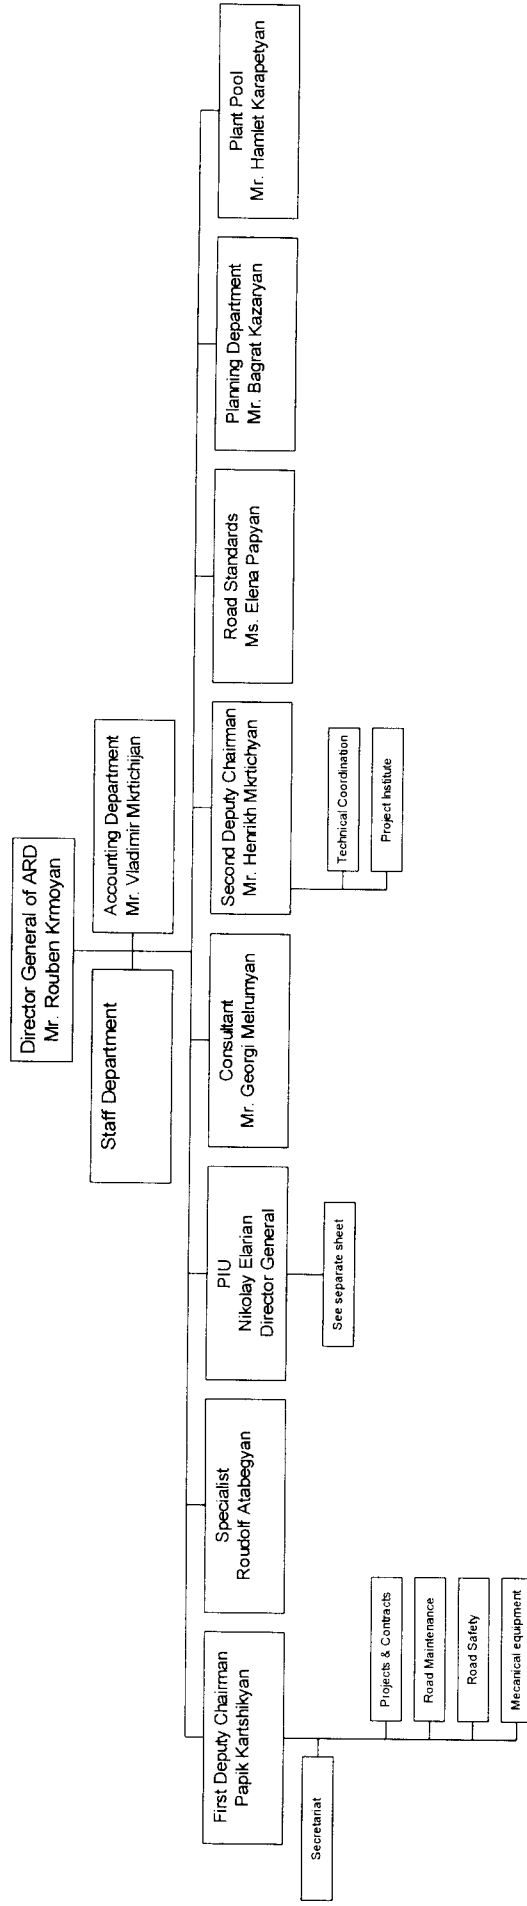 Director General of ARD
Mr. Rouben Krmoyan
Staff Department
Accounting Department
Mr. Vladimir Mkrtichijan
First Deputy Chairman
Papik Kartshikyan
Specialist
Roudolf Atabegyan
PIU
Nikolay Elarian
Director General
Consultant
Mr. Georgi Melrumyan
Second Deputy Chairman
Mr. Henrikh Mkrtichyan
Road Standards
Ms. Elena Papyan
Planning Department
Mr. Bagrat Kazaryan
Plant Pool
Mr. Hamlet Karapetyan
Secretariat
Projects & Contracts
Road Maintenance
Road Safety
Mecanical equipment
See separate sheet
Technical Coordination
Project Institute